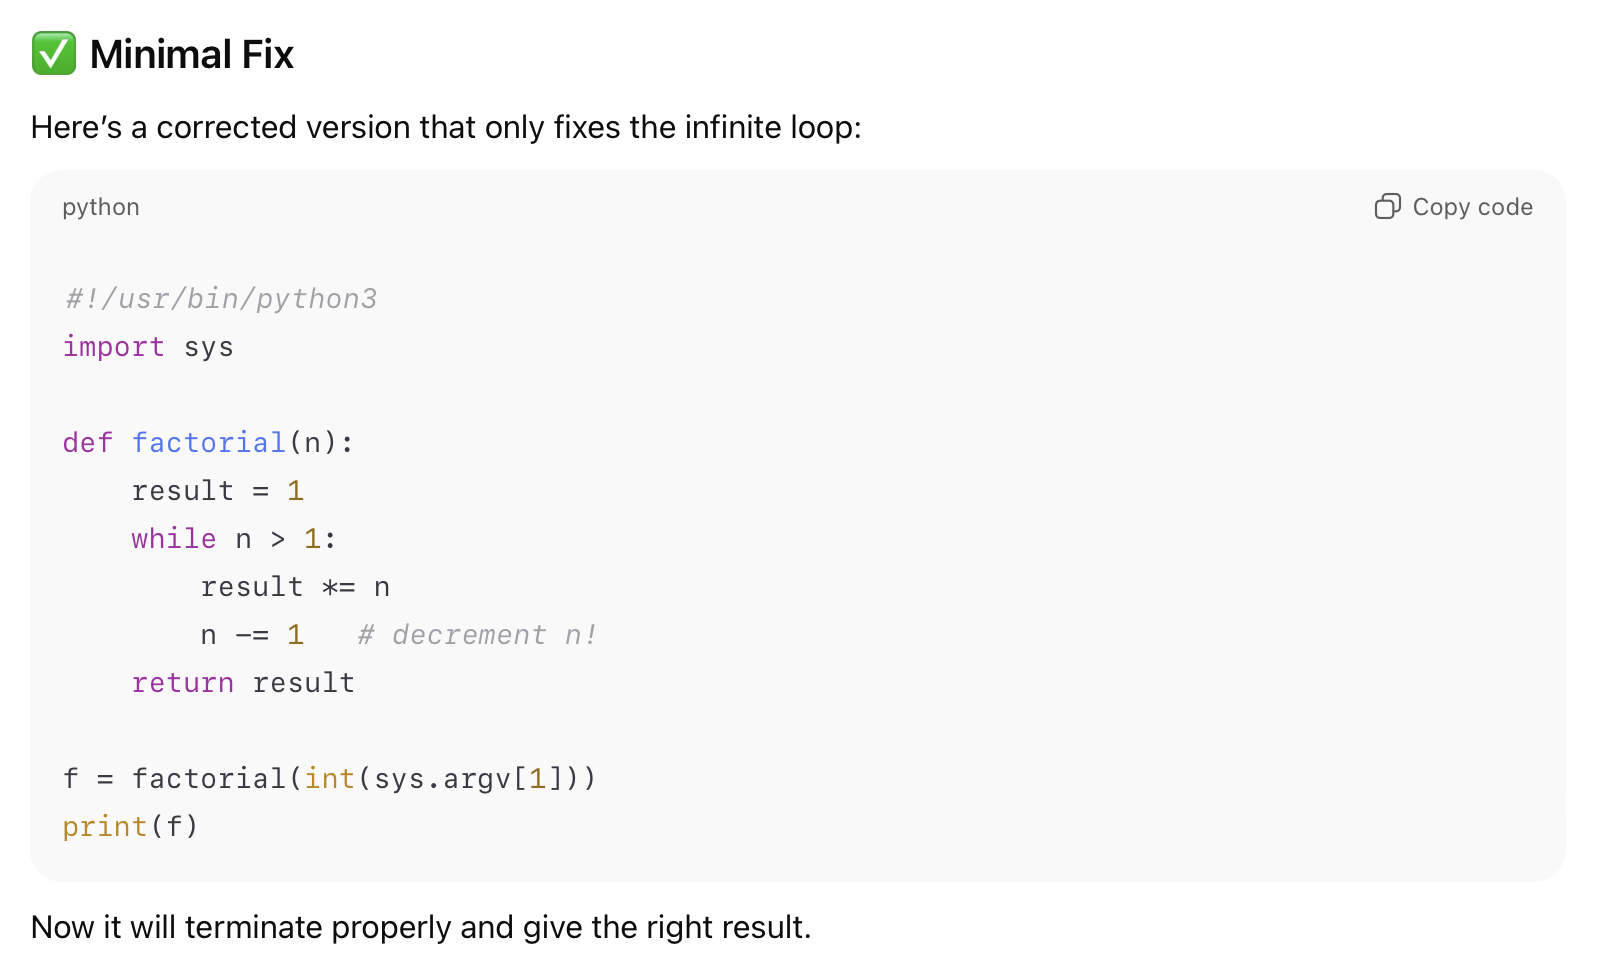 ✅ Minimal Fix
Here’s a corrected version that only fixes the infinite loop:
python
Copy code
#!/usr/bin/python3
import sys
def factorial(n):
    result = 1
    while n > 1:
        result *= n
        n -= 1   # decrement n!
    return result
f = factorial(int(sys.argv[1]))
print(f)
Now it will terminate properly and give the right result.